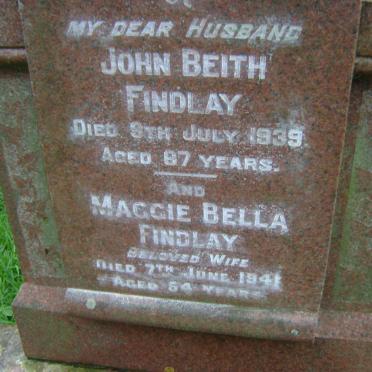 MY DEAR HUSBAND
JOHN BEITH
FINDLAY
DIED 9TH JULY 1939
AGED 67 YEARS.
AND
MAGGIE BELLA
FINDLAY
BELOVED WIFE
DIED 7TH JUNE 1941
AGED 64 YEARS